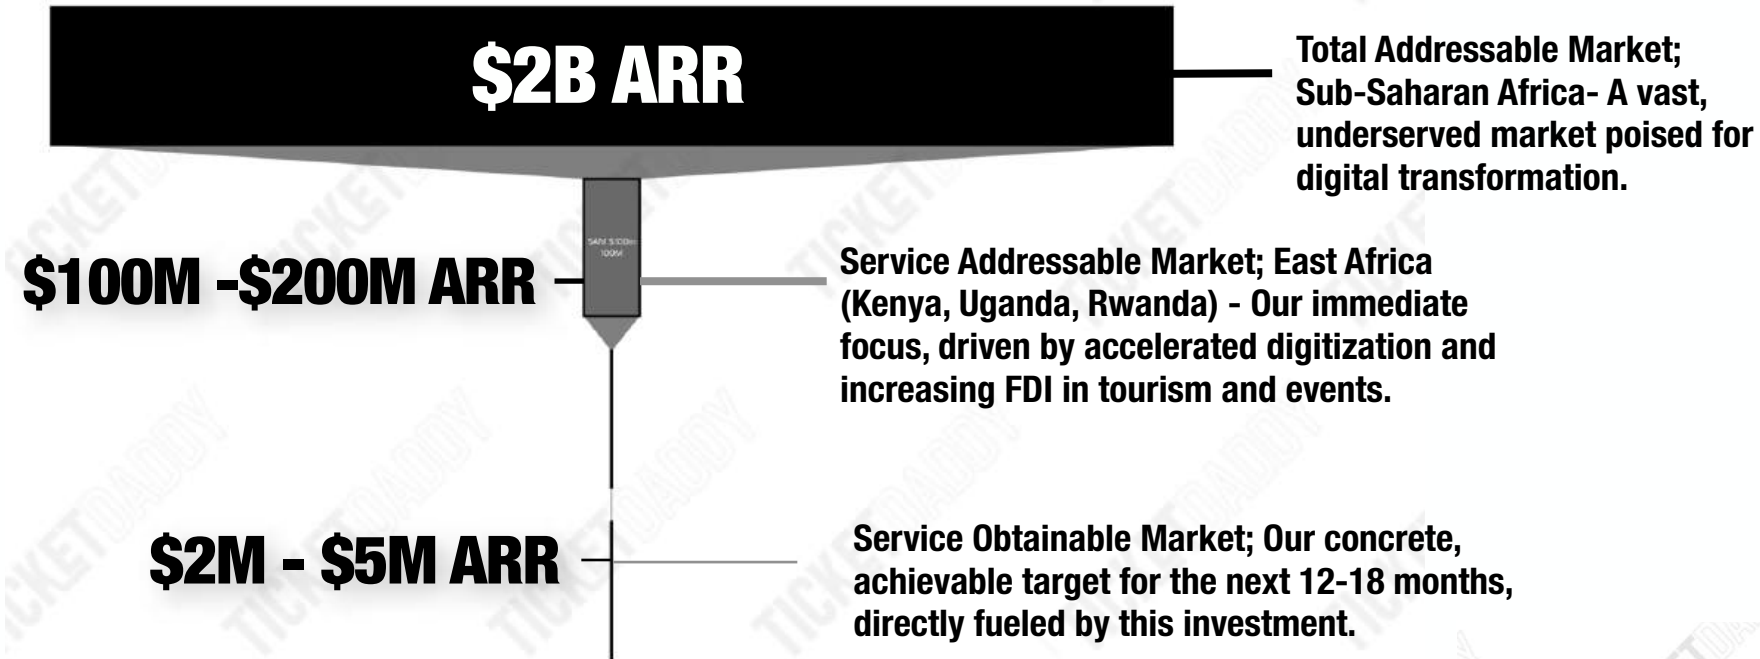 $2B ARR
Total Addressable Market;
Sub-Saharan Africa- A vast,
underserved market poised for
digital transformation.
100M
$100M -$200M ARR
Service Addressable Market; East Africa
(Kenya, Uganda, Rwanda) - Our immediate
focus, driven by accelerated digitization and
increasing FDI in tourism and events.
$2M - $5M ARR
Service Obtainable Market; Our concrete,
achievable target for the next 12-18 months,
directly fueled by this investment.
TICKETDADDY